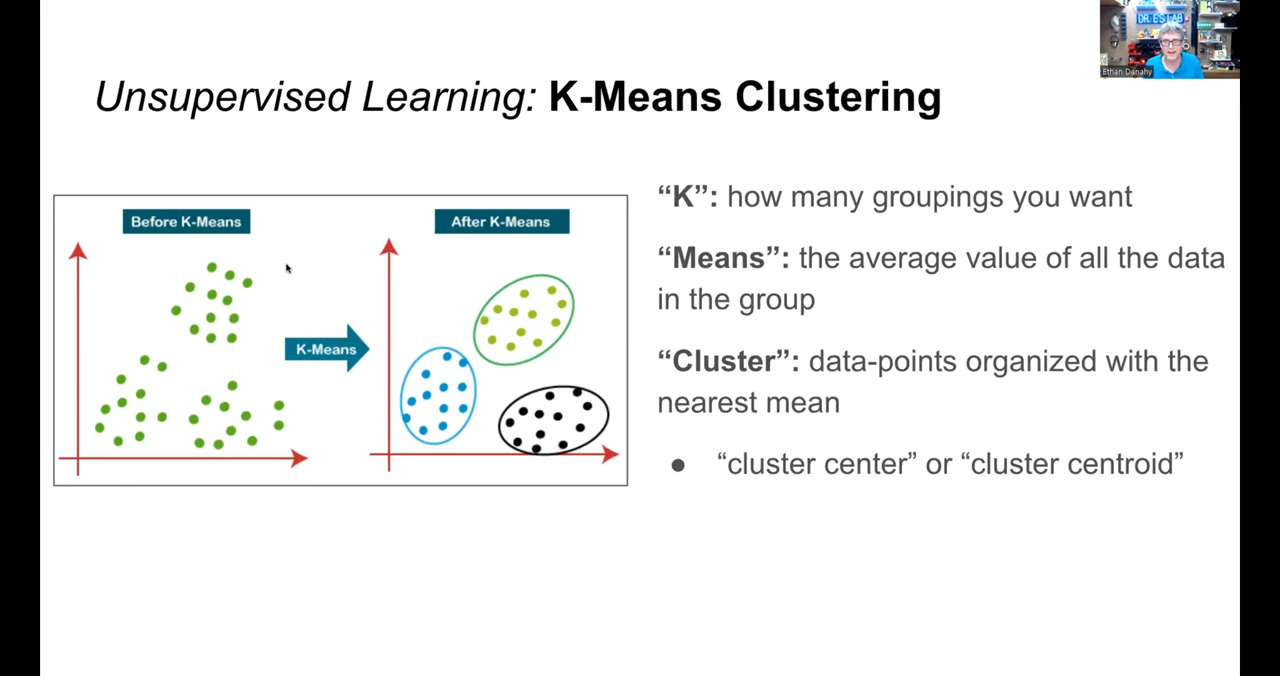 DR. E'S LAB
Ethan Danahy
Unsupervised Learning: K-Means Clustering
Before K-Means
After K-Means
K-Means
“K”: how many groupings you want
“Means”: the average value of all the data
in the group
“Cluster”: data-points organized with the
nearest mean
● “cluster center” or “cluster centroid”